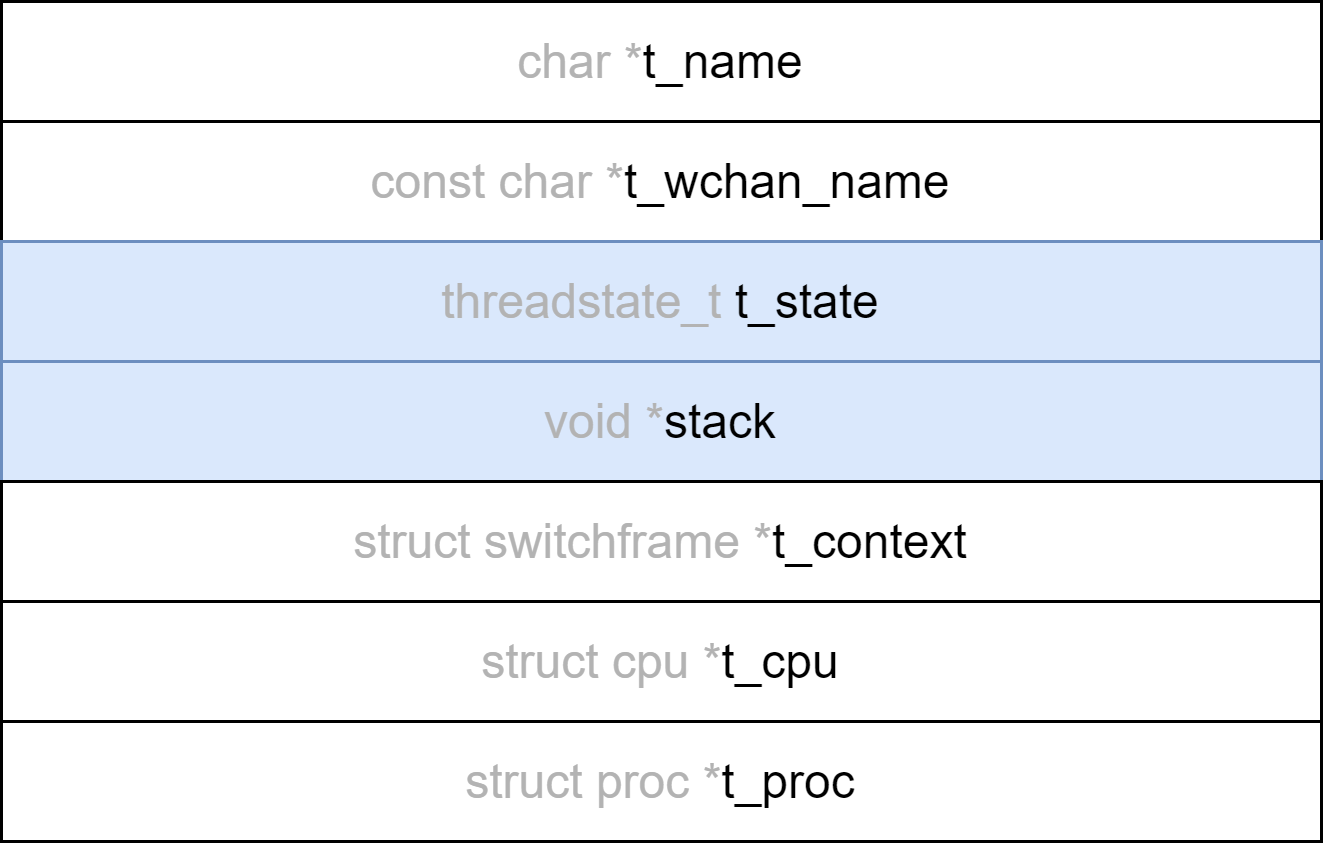 char *t_name
const char *t_wchan_name
threadstate_t t_state
void *stack
struct switchframe *t_context
struct cpu *t_cpu
struct proc *t_proc